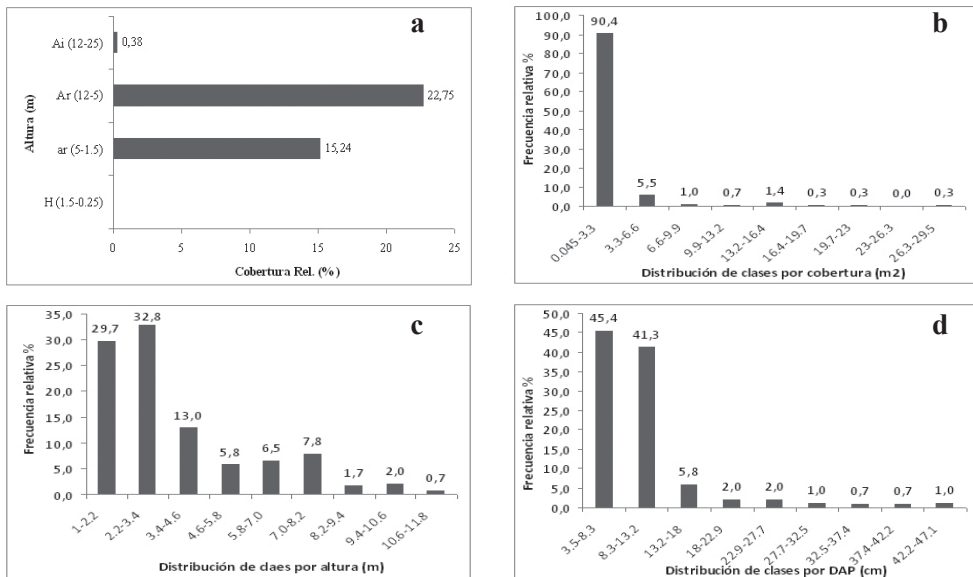 a
Altura (m)
Ai (12-25)
0,38
Ar (12-5)
22,75
ar (5-1.5)
15,24
H (1.5-0.25)
0 5 10 15 20 25
Cobertura Rel. (%)
b
Frecuencia relativa %
100,0
90,0
80,0
70,0
60,0
50,0
40,0
30,0
20,0
10,0
0,0
90,4 5,5 1,0 0,7 1,4 0,3 0,3 0,0 0,3
0.045-3.3 3.3-6.6 6.6-9.9 9.9-13.2 13.2-16.4 16.4-19.7 19.7-23 23-26.3 26.3-29.5
Distribución de clases por cobertura (m2)
c
Frecuencia relativa %
35,0
30,0
25,0
20,0
15,0
10,0
5,0
0,0
29,7 32,8 13,0 5,8 6,5 7,8 1,7 2,0 0,7
1-2.2 2.2-3.4 3.4-4.6 4.6-5.8 5.8-7.0 7.0-8.2 8.2-9.4 9.4-10.6 10.6-11.8
Distribución de claes por altura (m)
d
Frecuencia relativa %
50,0
45,0
40,0
35,0
30,0
25,0
20,0
15,0
10,0
5,0
0,0
45,4 41,3 5,8 2,0 2,0 1,0 0,7 0,7 1,0
3.5-8.3 8.3-13.2 13.2-18 18-22.9 22.9-27.7 27.7-32.5 32.5-37.4 37.4-42.2 42.2-47.1
Distribución de clases por DAP (cm)